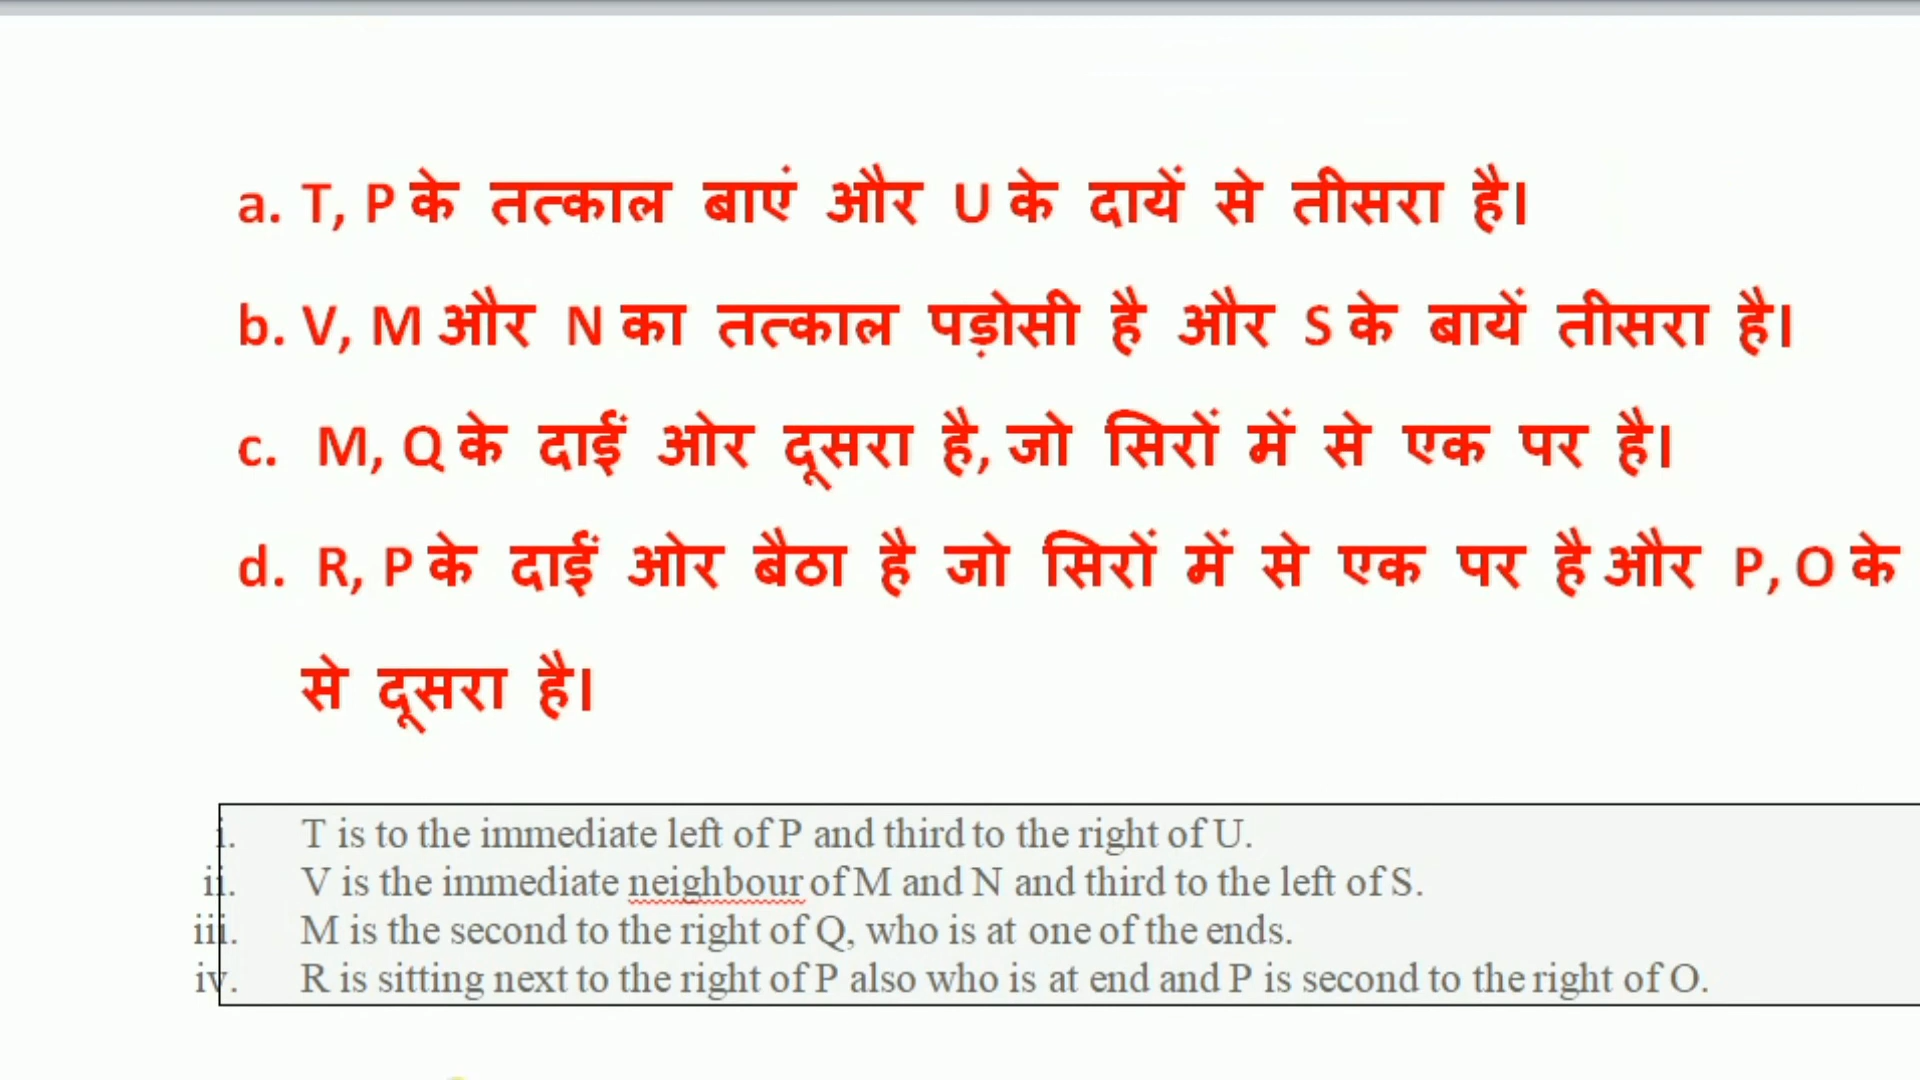 a. T, P के तत्काल बाएं और U के दायें से तीसरा है।
b. V, M और N का तत्काल पड़ोसी है और S के बायें तीसरा है।
c. M, Q के दाईं ओर दूसरा है, जो सिरों में से एक पर है।
d. R, P के दाईं ओर बैठा है जो सिरों में से एक पर है और P, O के
से दूसरा है।
i. T is to the immediate left of P and third to the right of U.
ii. V is the immediate neighbour of M and N and third to the left of S.
iii. M is the second to the right of Q, who is at one of the ends.
iv. R is sitting next to the right of P also who is at end and P is second to the right of O.